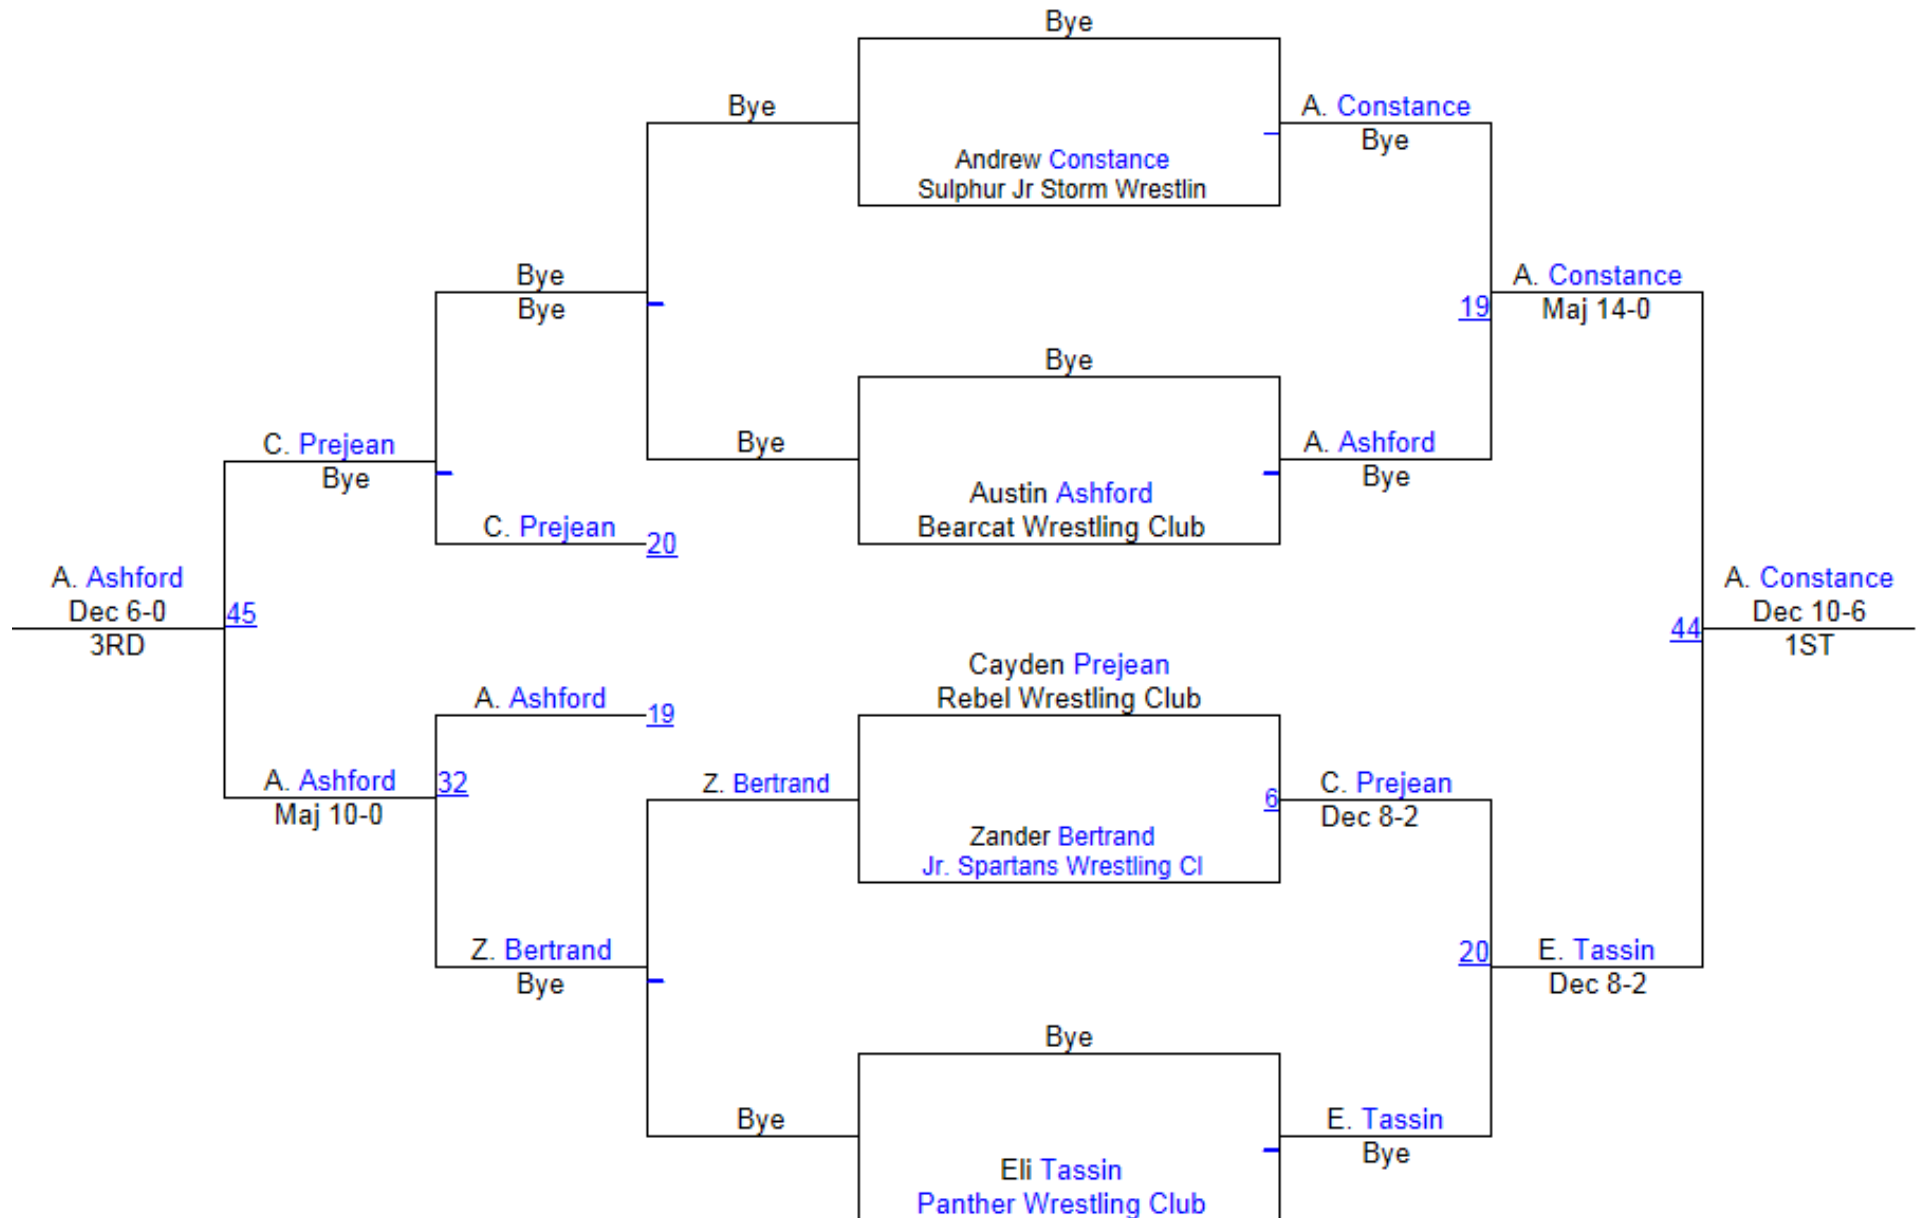 Bye
Bye
A. Constance
Bye
Andrew Constance
Sulphur Jr Storm Wrestlin
Bye
Bye
A. Constance
Maj 14-0
19
Bye
Bye
A. Ashford
Bye
Austin Ashford
Bearcat Wrestling Club
C. Prejean
Bye
C. Prejean
20
A. Ashford
Dec 6-0
3RD
45
A. Constance
Dec 10-6
1ST
44
Cayden Prejean
Rebel Wrestling Club
A. Ashford
19
A. Ashford
Maj 10-0
32
Z. Bertrand
6
C. Prejean
Dec 8-2
Zander Bertrand
Jr. Spartans Wrestling Cl
Z. Bertrand
Bye
20
E. Tassin
Dec 8-2
Bye
Bye
E. Tassin
Bye
Eli Tassin
Panther Wrestling Club